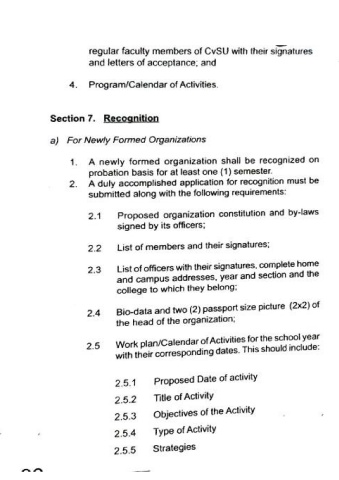 regular faculty members of CvSU with their signatures
and letters of acceptance; and
4. Program/Calendar of Activities.
Section 7. Recognition
a) For Newly Formed Organizations
1. A newly formed organization shall be recognized on
probation basis for at least one (1) semester.
2. A duly accomplished application for recognition must be
submitted along with the following requirements:
2.1 Proposed organization constitution and by-laws
signed by its officers;
2.2 List of members and their signatures;
2.3 List of officers with their signatures, complete home
and campus addresses, year and section and the
college to which they belong;
2.4 Bio-data and two (2) passport size picture (2x2) of
the head of the organization;
2.5 Work plan/Calendar of Activities for the school year
with their corresponding dates. This should include:
2.5.1 Proposed Date of activity
2.5.2 Title of Activity
2.5.3 Objectives of the Activity
2.5.4 Type of Activity
2.5.5 Strategies